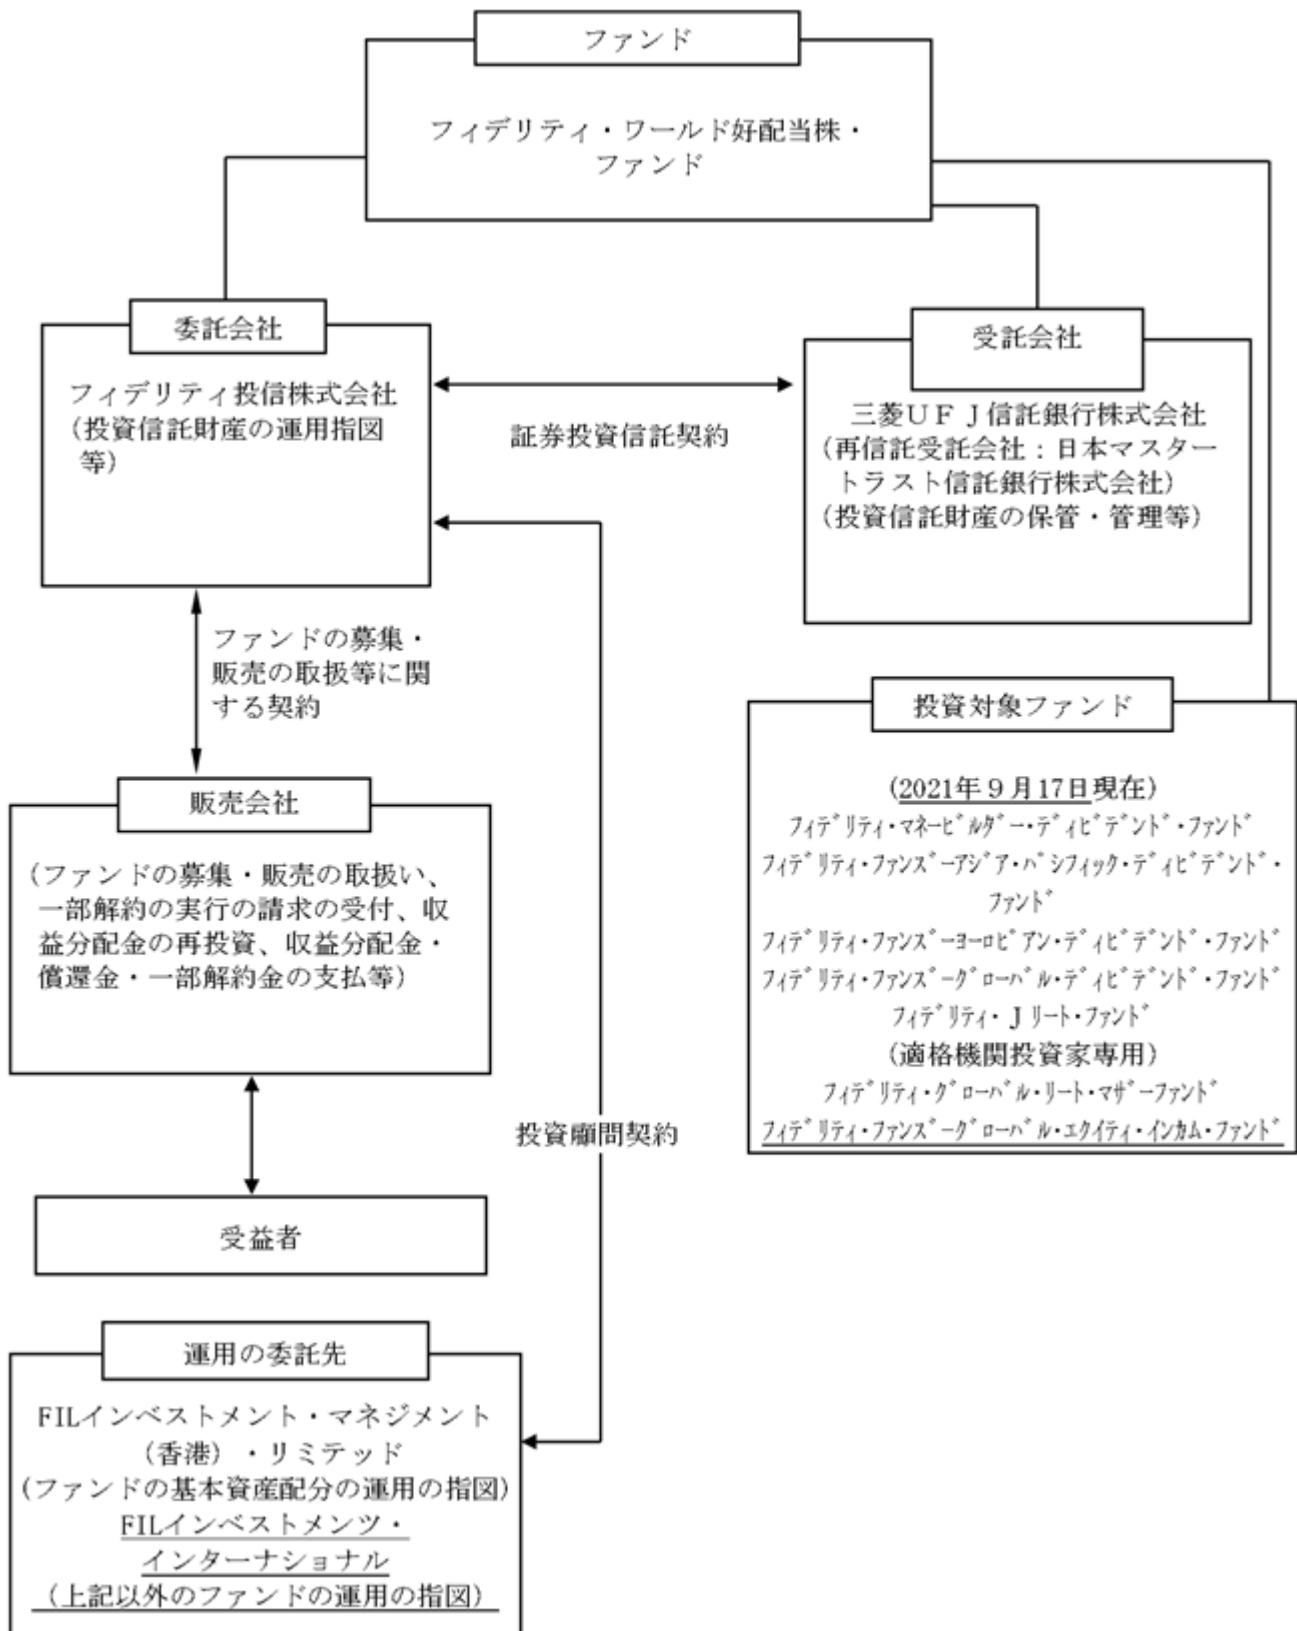 ファンド
フィデリティ・ワールド好配当株・
ファンド
委託会社
フィデリティ投信株式会社
(投資信託財産の運用指図
等)
証券投資信託契約
受託会社
三菱ＵＦＪ信託銀行株式会社
(再信託受託会社：日本マスター
トラスト信託銀行株式会社)
(投資信託財産の保管・管理等)
ファンドの募集・
販売の取扱等に関
する契約
販売会社
(ファンドの募集・販売の取扱い、
一部解約の実行の請求の受付、収
益分配金の再投資、収益分配金・
償還金・一部解約金の支払等)
投資対象ファンド
(2021年９月17日現在)
ﾌｨﾃﾞﾘﾃｨ・ﾏﾈｰﾋﾞﾙﾀﾞｰ・ﾃﾞｨﾋﾞﾃﾞﾝﾄﾞ・ﾌｧﾝﾄﾞ
ﾌｨﾃﾞﾘﾃｨ・ﾌｧﾝｽﾞｰｱｼﾞｱ・ﾊﾟｼﾌｨｯｸ・ﾃﾞｨﾋﾞﾃﾞﾝﾄﾞ・
ﾌｧﾝﾄﾞ
ﾌｨﾃﾞﾘﾃｨ・ﾌｧﾝｽﾞｰﾖｰﾛﾋﾟｱﾝ・ﾃﾞｨﾋﾞﾃﾞﾝﾄﾞ・ﾌｧﾝﾄﾞ
ﾌｨﾃﾞﾘﾃｨ・ﾌｧﾝｽﾞｰｸﾞﾛｰﾊﾞﾙ・ﾃﾞｨﾋﾞﾃﾞﾝﾄﾞ・ﾌｧﾝﾄﾞ
ﾌｨﾃﾞﾘﾃｨ・Ｊﾘｰﾄ・ﾌｧﾝﾄﾞ
(適格機関投資家専用)
ﾌｨﾃﾞﾘﾃｨ・ｸﾞﾛｰﾊﾞﾙ・ﾘｰﾄ・ﾏｻﾞｰﾌｧﾝﾄﾞ
ﾌｨﾃﾞﾘﾃｨ・ﾌｧﾝｽﾞｰｸﾞﾛｰﾊﾞﾙ・ｴｸｲﾃｨ・ｲﾝｶﾑ・ﾌｧﾝﾄﾞ
投資顧問契約
受益者
運用の委託先
FILインベストメント・マネジメント
（香港）・リミテッド
(ファンドの基本資産配分の運用の指図)
FILインベストメンツ・
インターナショナル
（上記以外のファンドの運用の指図）